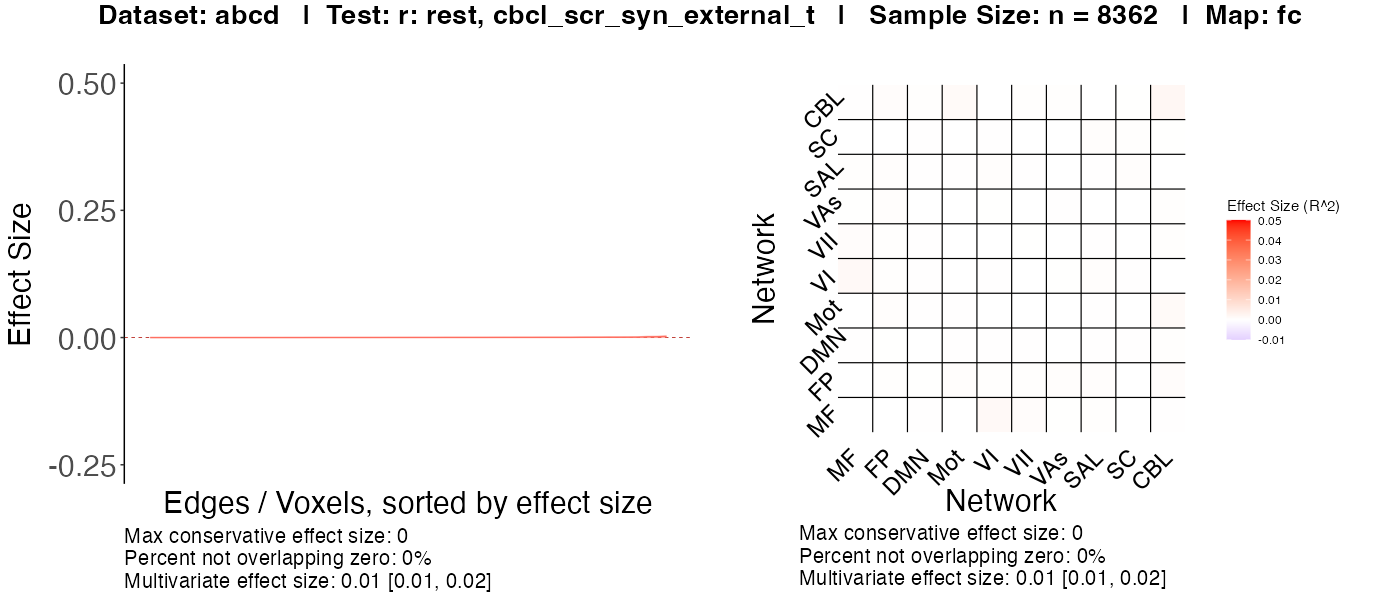 Dataset: abcd | Test: r: rest, cbcl_scr_syn_external_t | Sample Size: n = 8362 | Map: fc
Effect Size
0.50
0.25
0.00
-0.25
Edges / Voxels, sorted by effect size
Max conservative effect size: 0
Percent not overlapping zero: 0%
Multivariate effect size: 0.01 [0.01, 0.02]
Network
CBL
SC
SAL
VAs
VII
VI
Mot
DMN
FP
MF
MF
FP
DMN
Mot
VI
VII
VAs
SAL
SC
CBL
Network
Max conservative effect size: 0
Percent not overlapping zero: 0%
Multivariate effect size: 0.01 [0.01, 0.02]
Effect Size (R^2)
0.05
0.04
0.03
0.02
0.01
0.00
-0.01